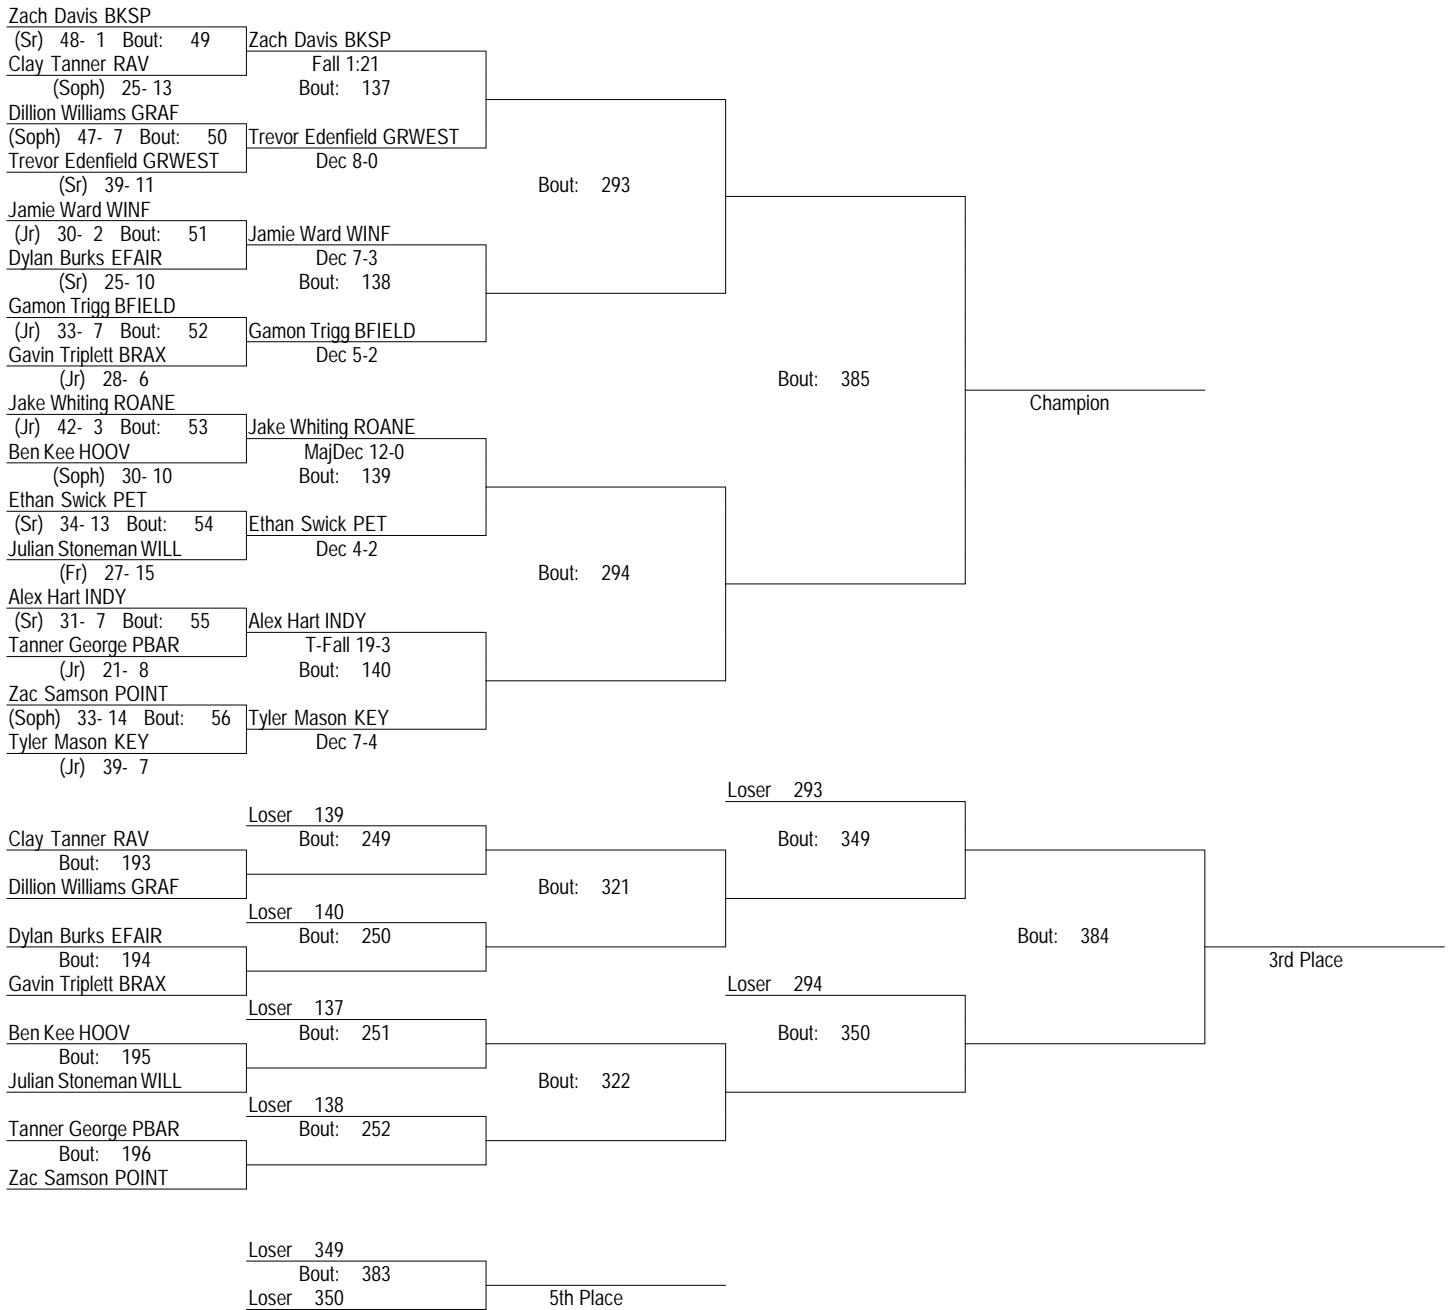 Zach Davis BKSP
(Sr) 48- 1 Bout: 49 Zach Davis BKSP
Clay Tanner RAV Fall 1:21
(Soph) 25- 13 Bout: 137
Dillion Williams GRAF
(Soph) 47- 7 Bout: 50 Trevor Edenfield GRWEST
Trevor Edenfield GRWEST Dec 8-0
(Sr) 39- 11 Bout: 293
Jamie Ward WINF
(Jr) 30- 2 Bout: 51 Jamie Ward WINF
Dylan Burks EFAIR Dec 7-3
(Sr) 25- 10 Bout: 138
Gamon Trigg BFIELD
(Jr) 33- 7 Bout: 52 Gamon Trigg BFIELD
Gavin Triplett BRAX Dec 5-2
(Jr) 28- 6 Bout: 385
Jake Whiting ROANE Champion
(Jr) 42- 3 Bout: 53 Jake Whiting ROANE
Ben Kee HOOV MajDec 12-0
(Soph) 30- 10 Bout: 139
Ethan Swick PET
(Sr) 34- 13 Bout: 54 Ethan Swick PET
Julian Stoneman WILL Dec 4-2
(Fr) 27- 15 Bout: 294
Alex Hart INDY
(Sr) 31- 7 Bout: 55 Alex Hart INDY
Tanner George PBAR T-Fall 19-3
(Jr) 21- 8 Bout: 140
Zac Samson POINT
(Soph) 33- 14 Bout: 56 Tyler Mason KEY
Tyler Mason KEY Dec 7-4
(Jr) 39- 7
Loser 293
Loser 139
Clay Tanner RAV Bout: 249 Bout: 349
Bout: 193
Dillion Williams GRAF Bout: 321
Loser 140
Dylan Burks EFAIR Bout: 250 Bout: 384
Bout: 194 3rd Place
Gavin Triplett BRAX Loser 294
Loser 137
Ben Kee HOOV Bout: 251 Bout: 350
Bout: 195
Julian Stoneman WILL Bout: 322
Loser 138
Tanner George PBAR Bout: 252
Bout: 196
Zac Samson POINT
Loser 349
Bout: 383
Loser 350 5th Place